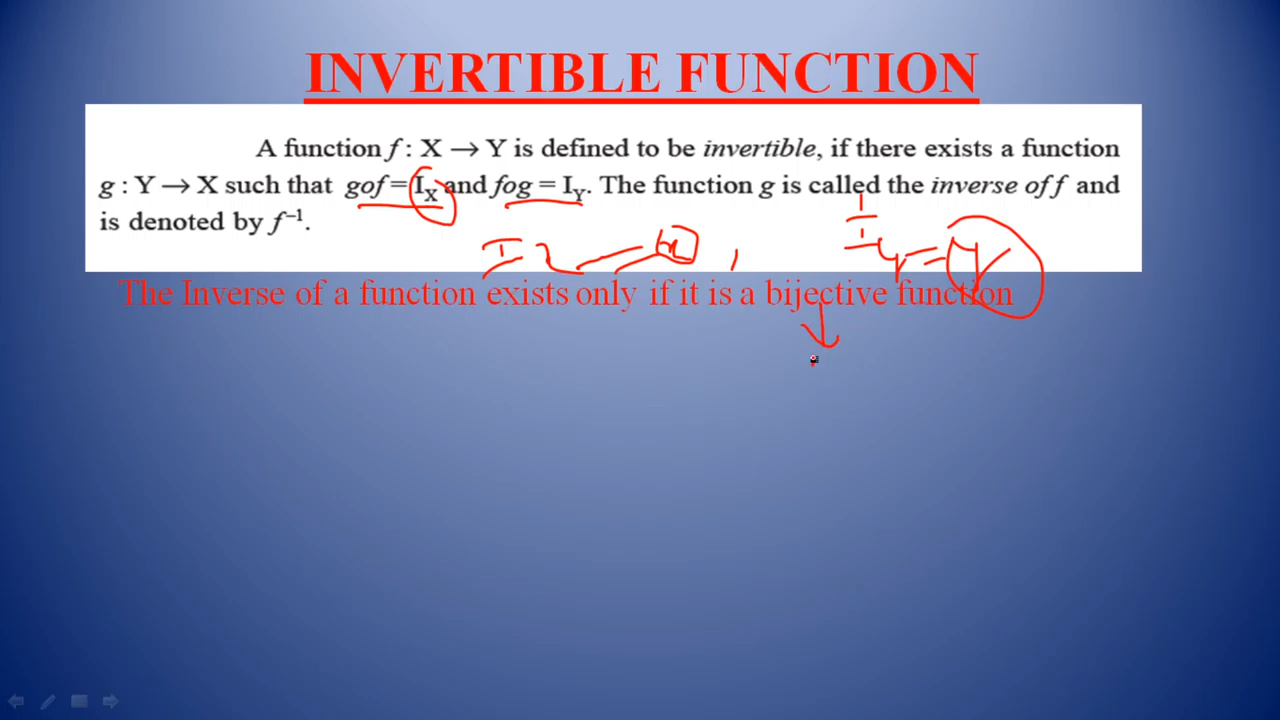 INVERTIBLE FUNCTION
A function f : X → Y is defined to be invertible, if there exists a function
g : Y → X such that gof = I_X and fog = I_Y. The function g is called the inverse of f and
is denoted by f⁻¹.
I x = x , I y = y
The Inverse of a function exists only if it is a bijective function